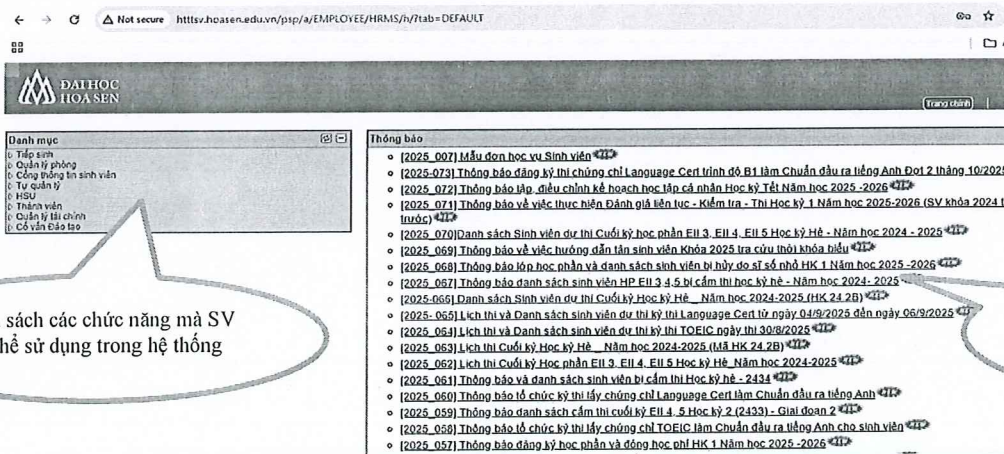 Not secure httlsv.hoasen.edu.vn/psp/a/EMPLOYEE/HRMS/h/?tab=DEFAULT
ĐẠI HỌC
HOA SEN
Trang chính
Danh mục
Tiếp sinh
Quản lý phòng
Cổng thông tin sinh viên
Tự quản lý
HSU
Thành viên
Quản lý tài chính
Cố vấn Đào tạo
sách các chức năng mà SV
thể sử dụng trong hệ thống
Thông báo
[2025_007] Mẫu đơn học vụ Sinh viên
[2025-073] Thông báo đăng ký thi chứng chỉ Language Cert trình độ B1 làm Chuẩn đầu ra tiếng Anh Đợt 2 tháng 10/2025
[2025_072] Thông báo lập, điều chỉnh kế hoạch học tập cá nhân Học kỳ Tết Năm học 2025 -2026
[2025_071] Thông báo về việc thực hiện Đánh giá liên tục - Kiểm tra - Thi Học kỳ 1 Năm học 2025-2026 (SV khóa 2024 t
trước)
[2025_070]Danh sách Sinh viên dự thi Cuối kỳ học phần EII 3, EII 4, EII 5 Học kỳ Hè - Năm học 2024 - 2025
[2025_069] Thông báo về việc hướng dẫn tân sinh viên Khóa 2025 tra cứu thời khóa biểu
[2025_068] Thông báo lớp học phần và danh sách sinh viên bị hủy do sĩ số nhỏ HK 1 Năm học 2025 -2026
[2025_067] Thông báo danh sách sinh viên HP EII 3,4,5 bị cấm thi học kỳ hè - Năm học 2024- 2025
[2025-066] Danh sách Sinh viên dự thi Cuối kỳ Học kỳ Hè _ Năm học 2024-2025 (HK 24.2B)
[2025- 065] Lịch thi và Danh sách sinh viên dự thi kỳ thi Language Cert từ ngày 04/9/2025 đến ngày 06/9/2025
[2025_064] Lịch thi và Danh sách sinh viên dự thi kỳ thi TOEIC ngày thi 30/8/2025
[2025_063] Lịch thi Cuối kỳ Học kỳ Hè _ Năm học 2024-2025 (Mã HK 24.2B)
[2025_062] Lịch thi Cuối kỳ Học phần EII 3, EII 4, EII 5 Học kỳ Hè_Năm học 2024-2025
[2025_061] Thông báo và danh sách sinh viên bị cấm thi Học kỳ hè - 2434
[2025_060] Thông báo tổ chức kỳ thi lấy chứng chỉ Language Cert làm Chuẩn đầu ra tiếng Anh
[2025_059] Thông báo danh sách cấm thi cuối kỳ EII 4, 5 Học kỳ 2 (2433) - Giai đoạn 2
[2025_058] Thông báo tổ chức kỳ thi lấy chứng chỉ TOEIC làm Chuẩn đầu ra tiếng Anh cho sinh viên
[2025_057] Thông báo đăng ký học phần và đóng học phí HK 1 Năm học 2025 -2026